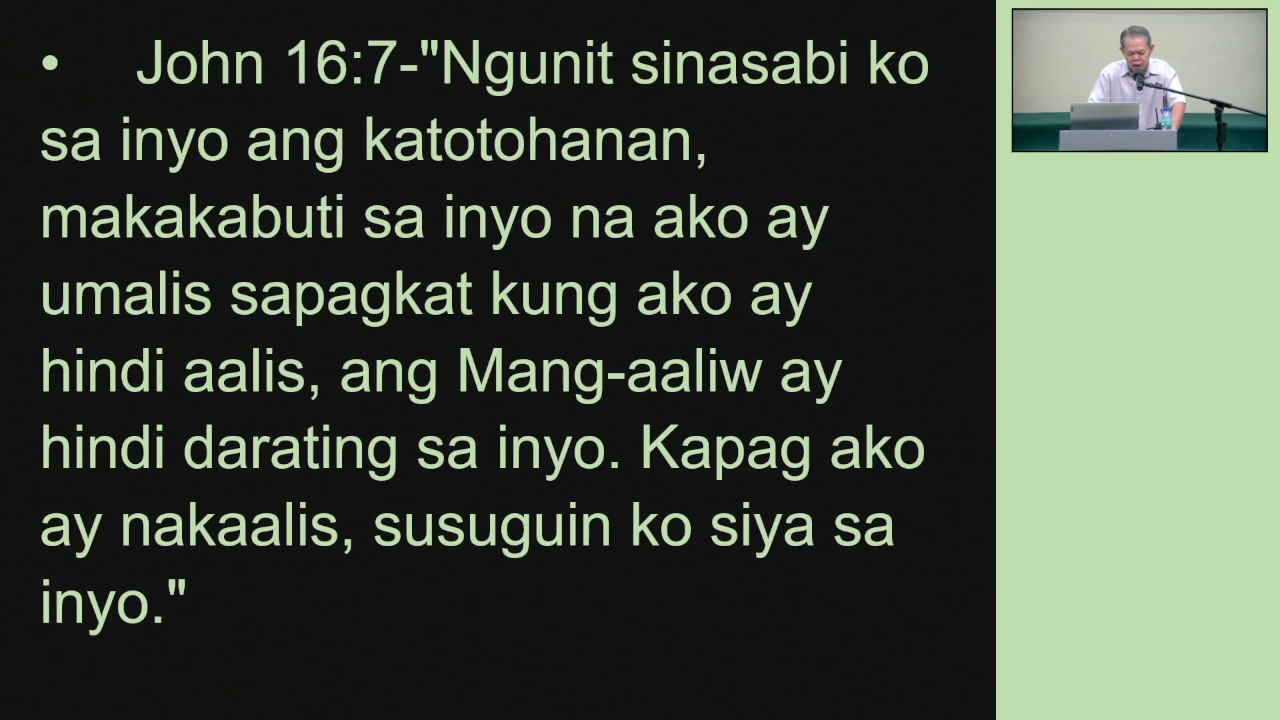 • John 16:7-"Ngunit sinasabi ko
sa inyo ang katotohanan,
makakabuti sa inyo na ako ay
umalis sapagkat kung ako ay
hindi aalis, ang Mang-aaliw ay
hindi darating sa inyo. Kapag ako
ay nakaalis, susuguin ko siya sa
inyo."